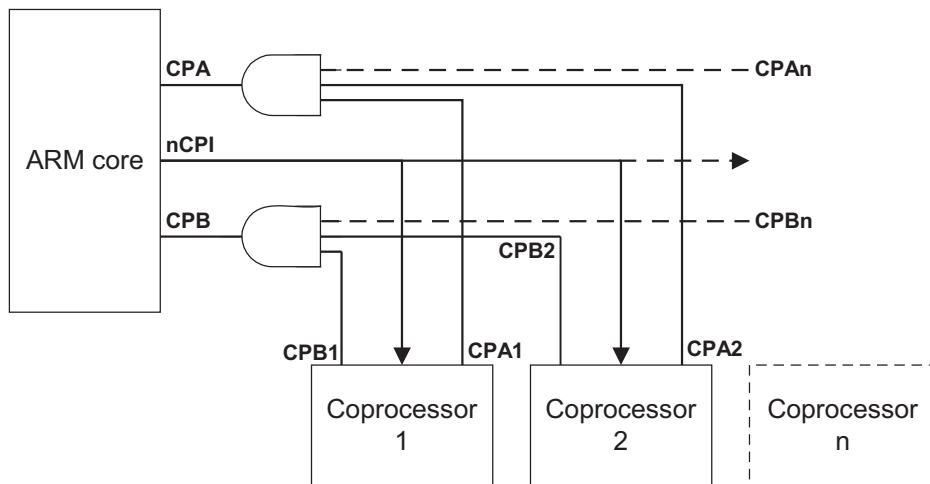 CPA
CPAn
ARM core
nCPI
CPB
CPBn
CPB2
CPB1
CPA1
CPA2
Coprocessor
1
Coprocessor
2
Coprocessor
n